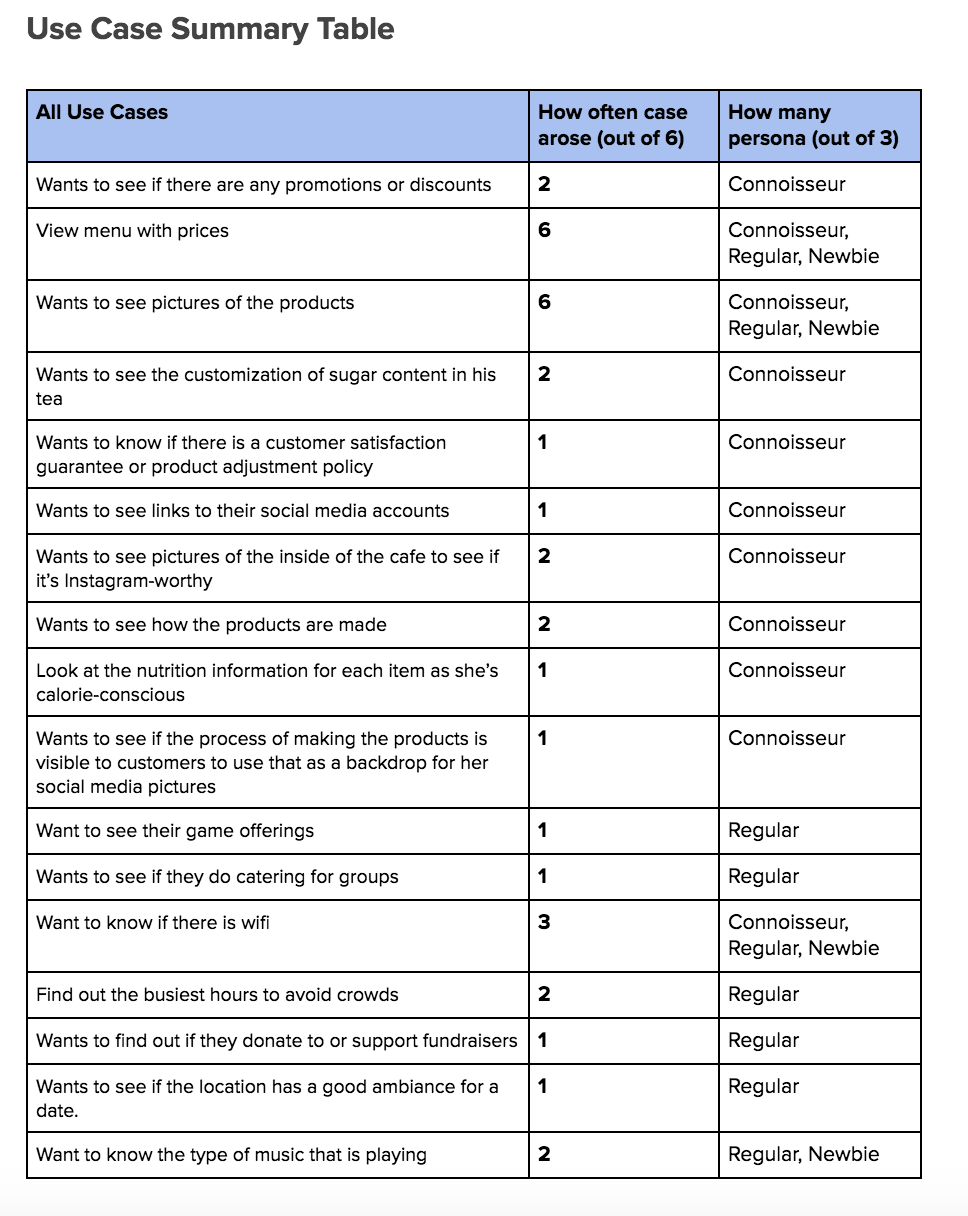 Use Case Summary Table
All Use Cases
How often case
arose (out of 6)
How many
persona (out of 3)
Wants to see if there are any promotions or discounts
2
Connoisseur
View menu with prices
6
Connoisseur,
Regular, Newbie
Wants to see pictures of the products
6
Connoisseur,
Regular, Newbie
Wants to see the customization of sugar content in his
tea
2
Connoisseur
Wants to know if there is a customer satisfaction
guarantee or product adjustment policy
1
Connoisseur
Wants to see links to their social media accounts
1
Connoisseur
Wants to see pictures of the inside of the cafe to see if
it’s Instagram-worthy
2
Connoisseur
Wants to see how the products are made
2
Connoisseur
Look at the nutrition information for each item as she’s
calorie-conscious
1
Connoisseur
Wants to see if the process of making the products is
visible to customers to use that as a backdrop for her
social media pictures
1
Connoisseur
Want to see their game offerings
1
Regular
Wants to see if they do catering for groups
1
Regular
Want to know if there is wifi
3
Connoisseur,
Regular, Newbie
Find out the busiest hours to avoid crowds
2
Regular
Wants to find out if they donate to or support fundraisers
1
Regular
Wants to see if the location has a good ambiance for a
date.
1
Regular
Want to know the type of music that is playing
2
Regular, Newbie